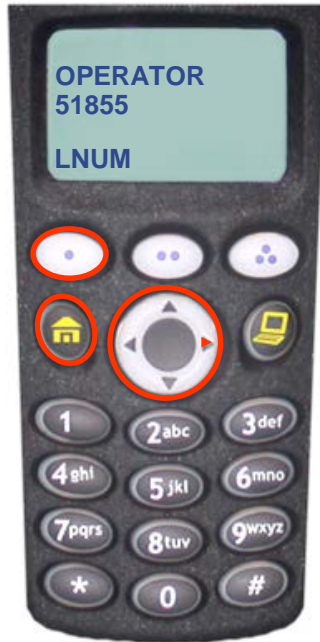 OPERATOR
51855
LNUM
1
2abc
3def
4ghi
5jkl
6mno
7pqrs
8tuv
9wxyz
*
0
#